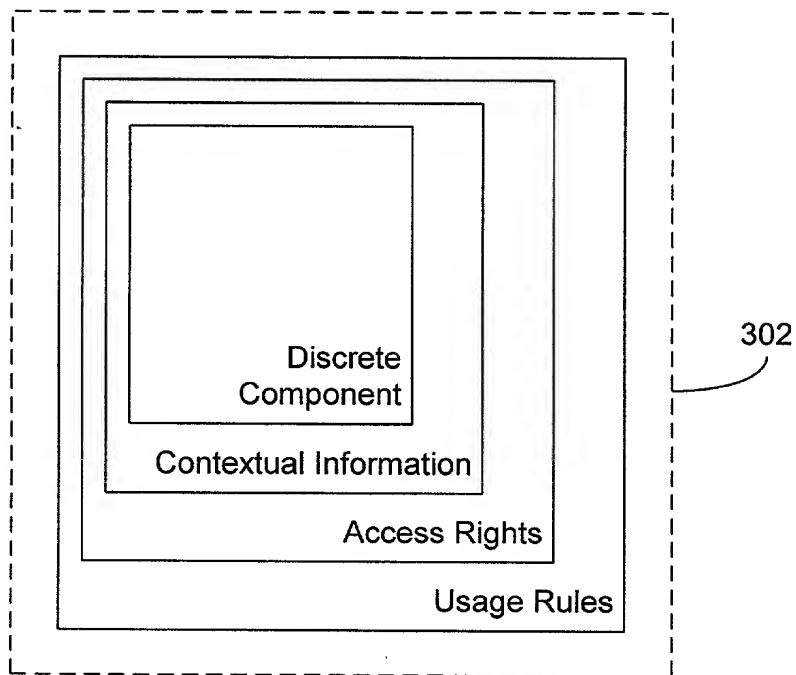 302
Discrete
Component
Contextual Information
Access Rights
Usage Rules